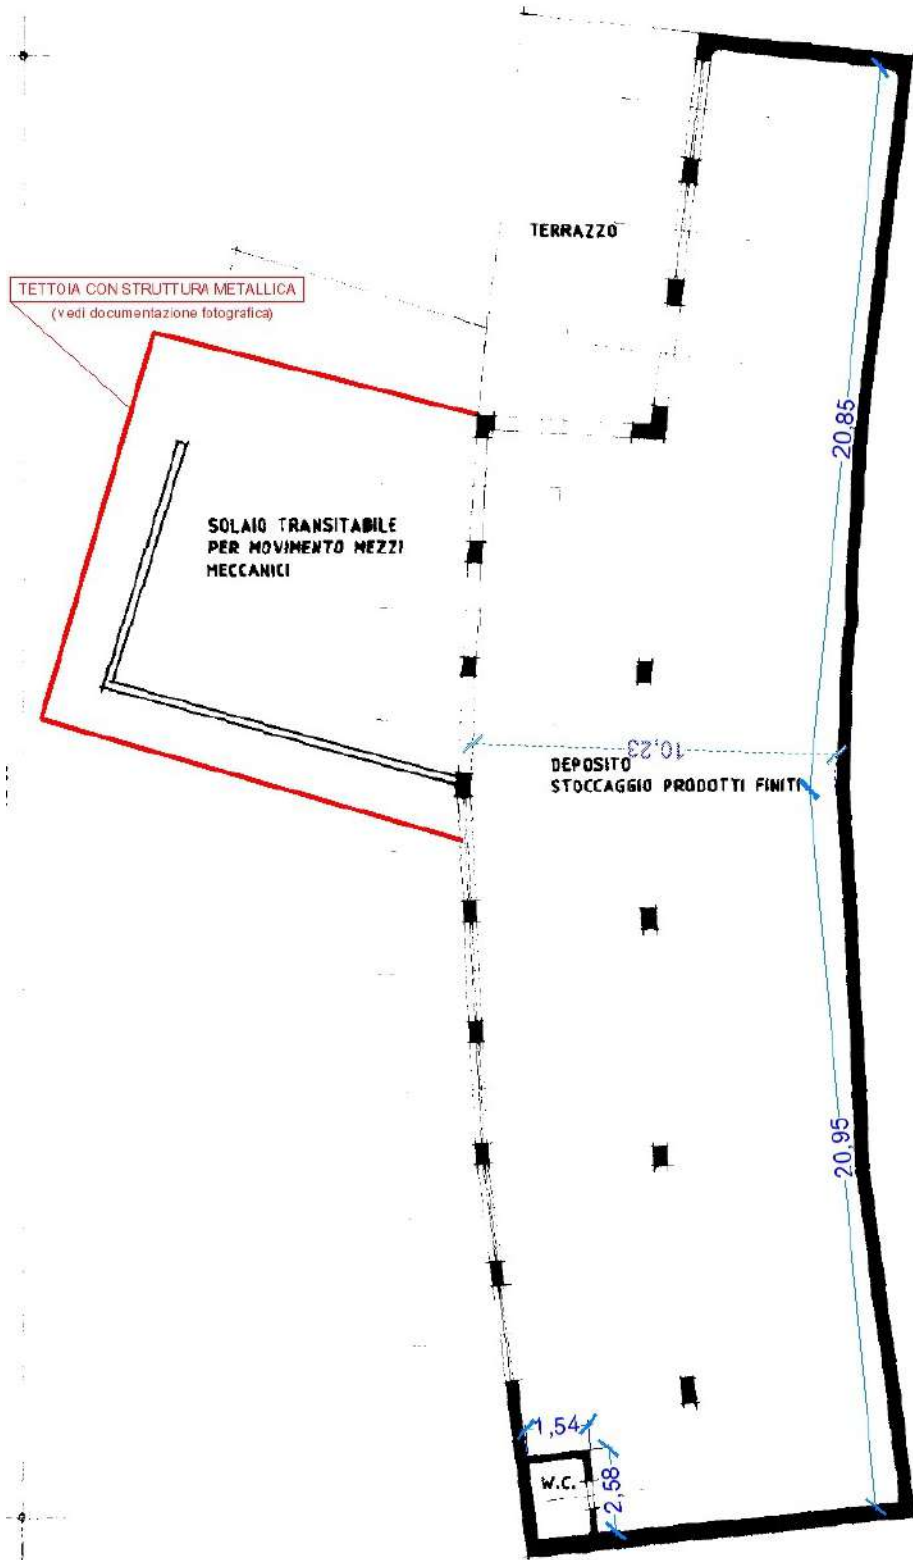 TERRAZZO
TETTOIA CON STRUTTURA METALLICA
(vedi documentazione fotografica)
20,85
SOLAIO TRANSITABILE
PER MOVIMENTO MEZZI
MECCANICI
10,23
DEPOSITO
STOCCAGGIO PRODOTTI FINITI
20,95
1,54
W.C.
2,58